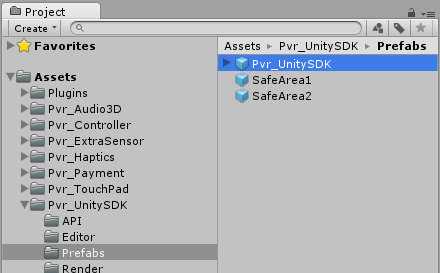 Project
Create
Favorites
Assets
Plugins
Pvr_Audio3D
Pvr_Controller
Pvr_ExtraSensor
Pvr_Haptics
Pvr_Payment
Pvr_TouchPad
Pvr_UnitySDK
API
Editor
Prefabs
Render
Assets Pvr_UnitySDK Prefabs
Pvr_UnitySDK
SafeArea1
SafeArea2